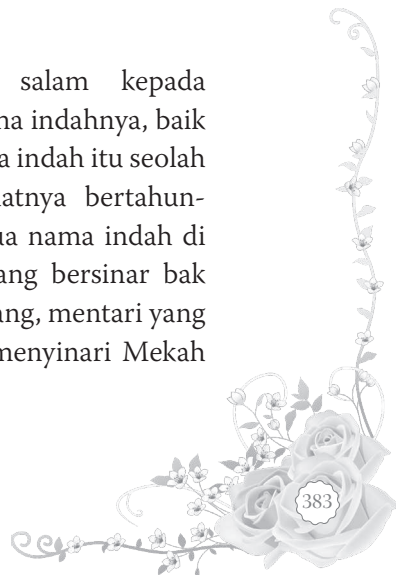 salam kepada
na indahnya, baik
a indah itu seolah
atnya bertahun-
ua nama indah di
ang bersinar bak
ang, mentari yang
menyinari Mekah
383